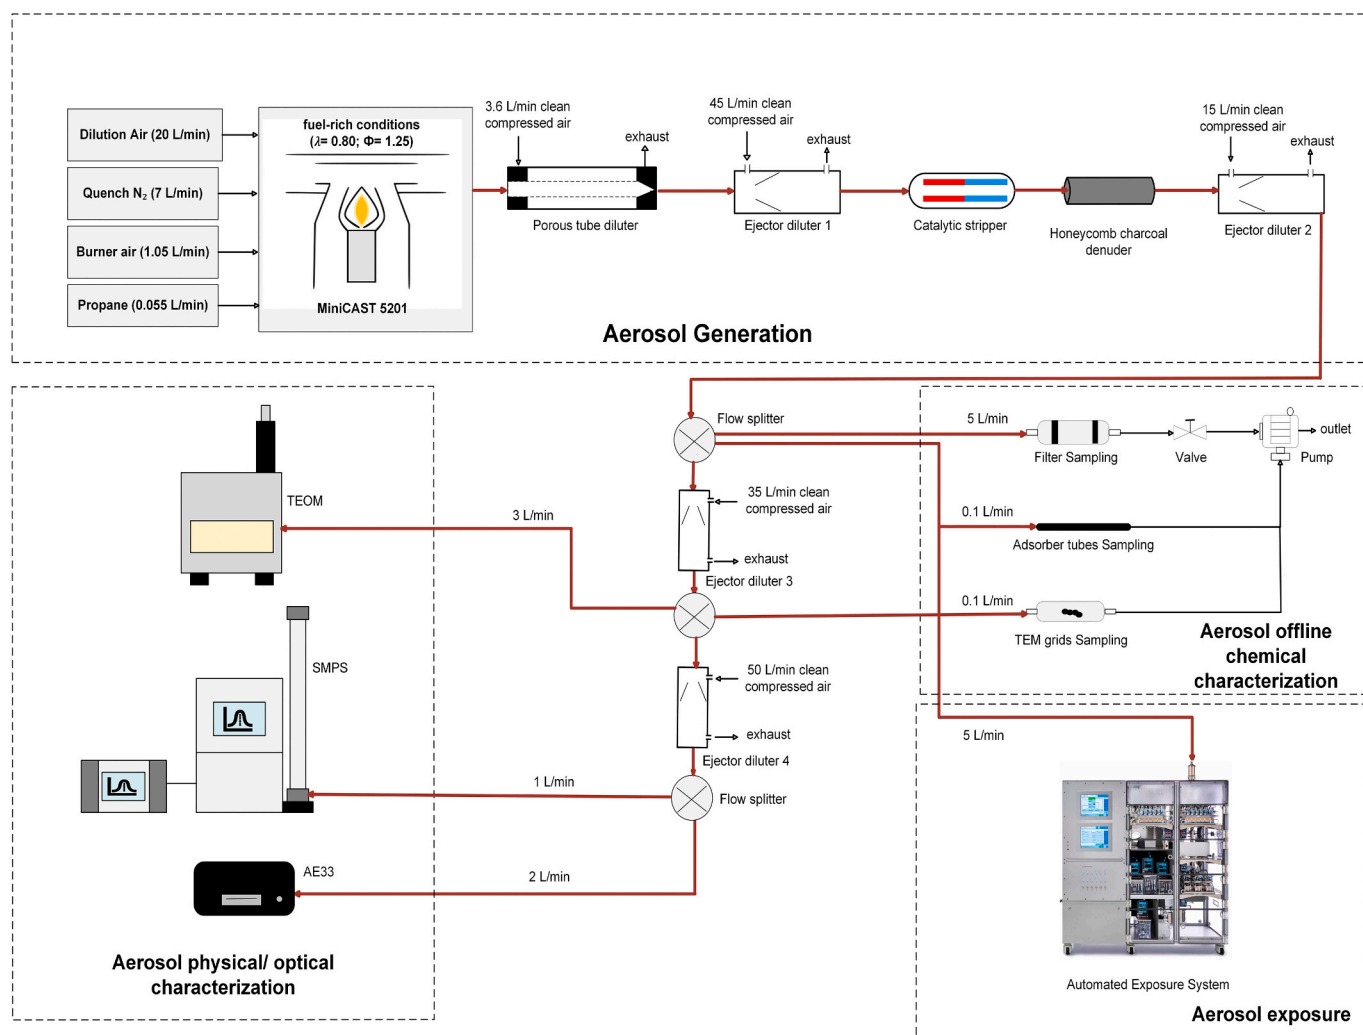 Dilution Air (20 L/min)
Quench N₂ (7 L/min)
Burner air (1.05 L/min)
Propane (0.055 L/min)
fuel-rich conditions
(λ= 0.80; Φ= 1.25)
MiniCAST 5201
3.6 L/min clean
compressed air
exhaust
Porous tube diluter
45 L/min clean
compressed air
exhaust
Ejector diluter 1
Catalytic stripper
Honeycomb charcoal
denuder
15 L/min clean
compressed air
exhaust
Ejector diluter 2
Aerosol Generation
Flow splitter
35 L/min clean
compressed air
exhaust
Ejector diluter 3
50 L/min clean
compressed air
exhaust
Ejector diluter 4
Flow splitter
TEOM
3 L/min
SMPS
1 L/min
AE33
2 L/min
Aerosol physical/ optical
characterization
5 L/min
Filter Sampling
Valve
Pump
outlet
0.1 L/min
Adsorber tubes Sampling
0.1 L/min
TEM grids Sampling
Aerosol offline
chemical
characterization
5 L/min
Automated Exposure System
Aerosol exposure